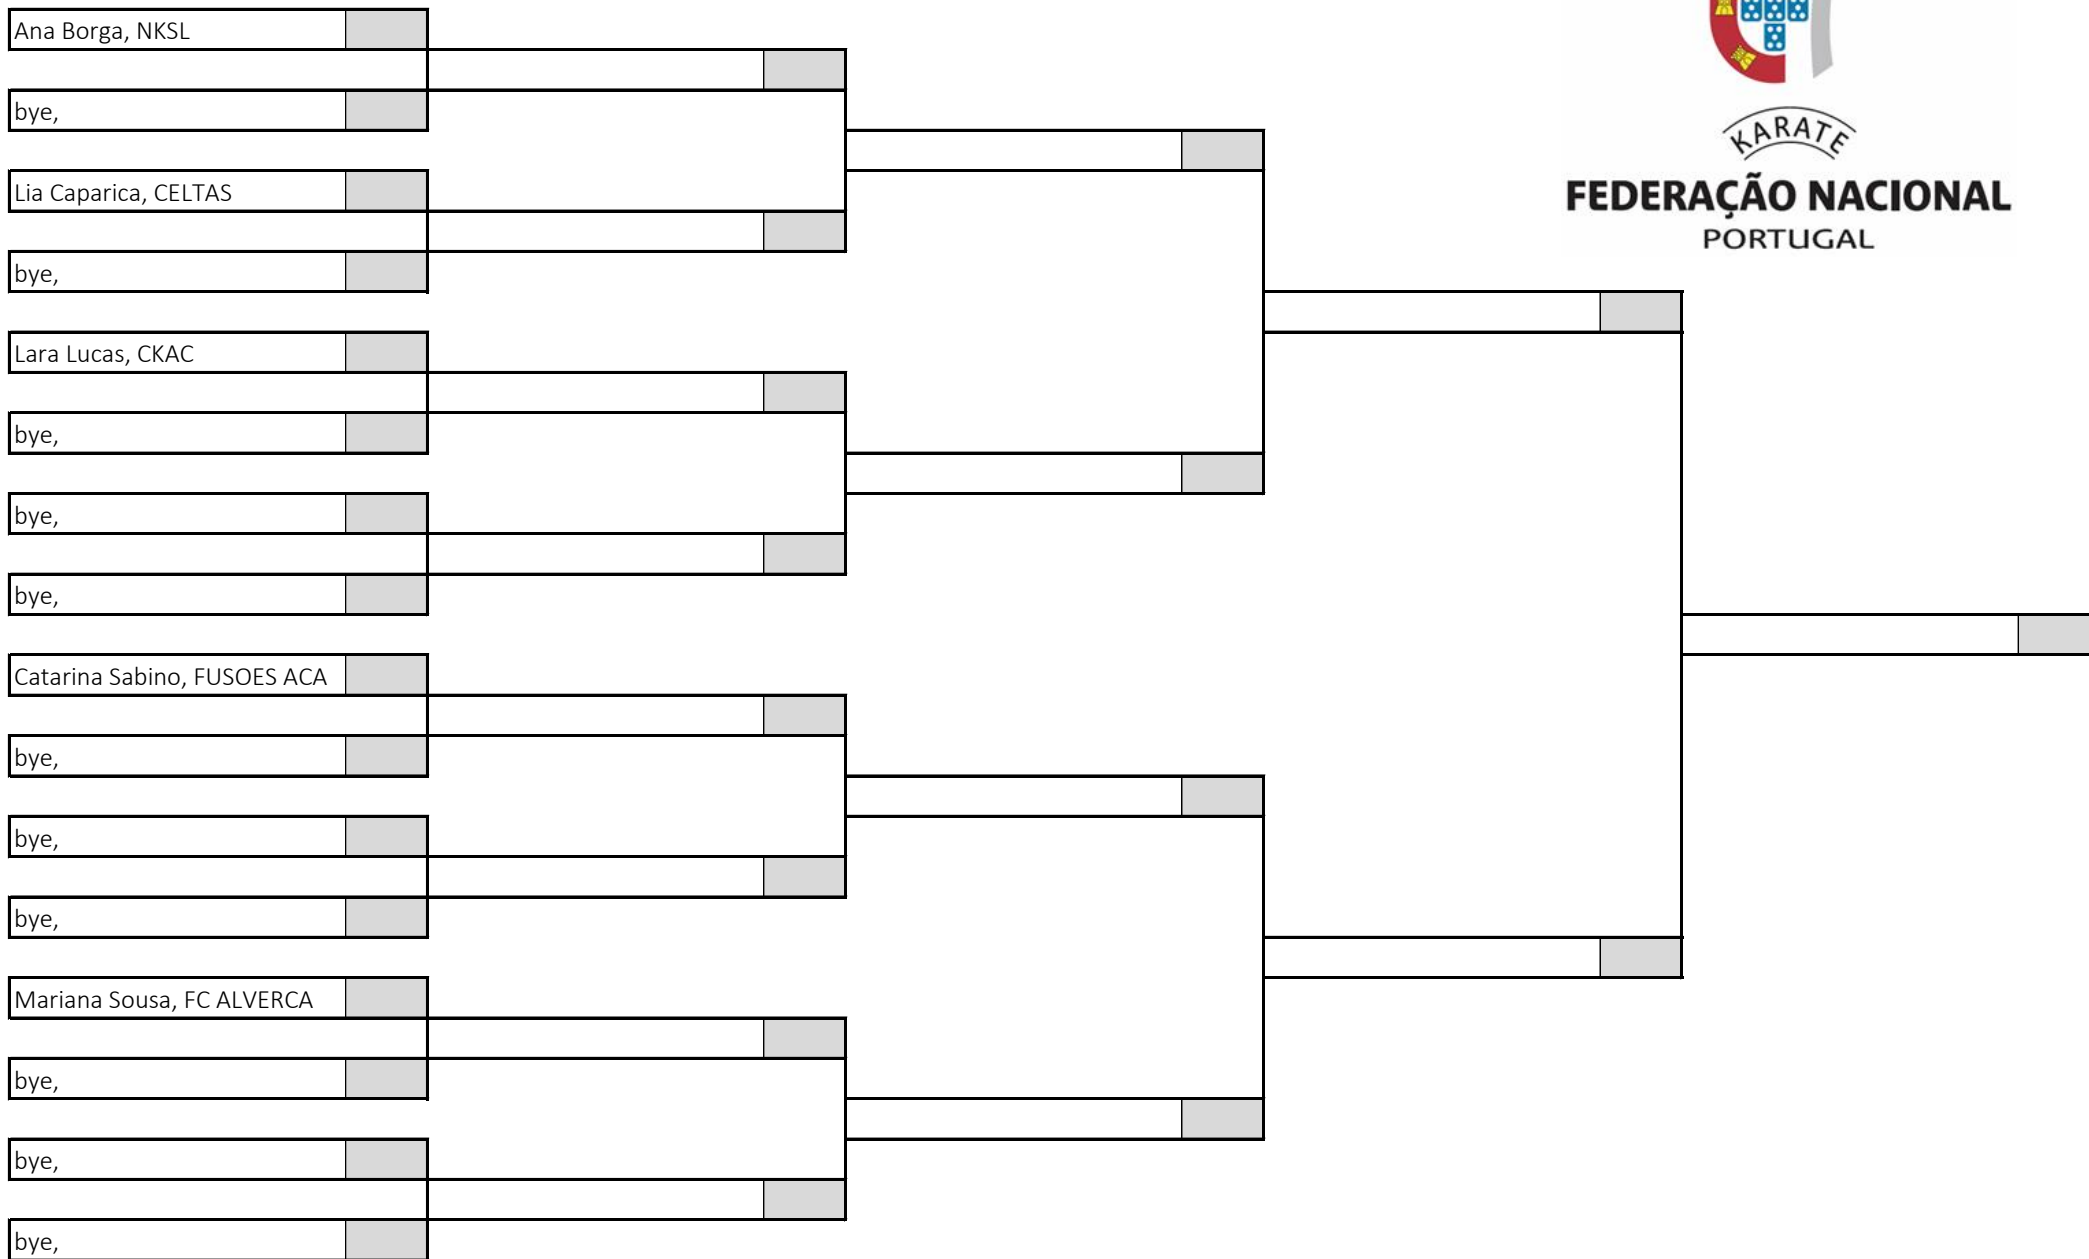 Ana Borga, NKSL
bye,
Lia Caparica, CELTAS
bye,
Lara Lucas, CKAC
bye,
bye,
bye,
Catarina Sabino, FUSOES ACA
bye,
bye,
bye,
Mariana Sousa, FC ALVERCA
bye,
bye,
bye,
KARATE
FEDERAÇÃO NACIONAL
PORTUGAL